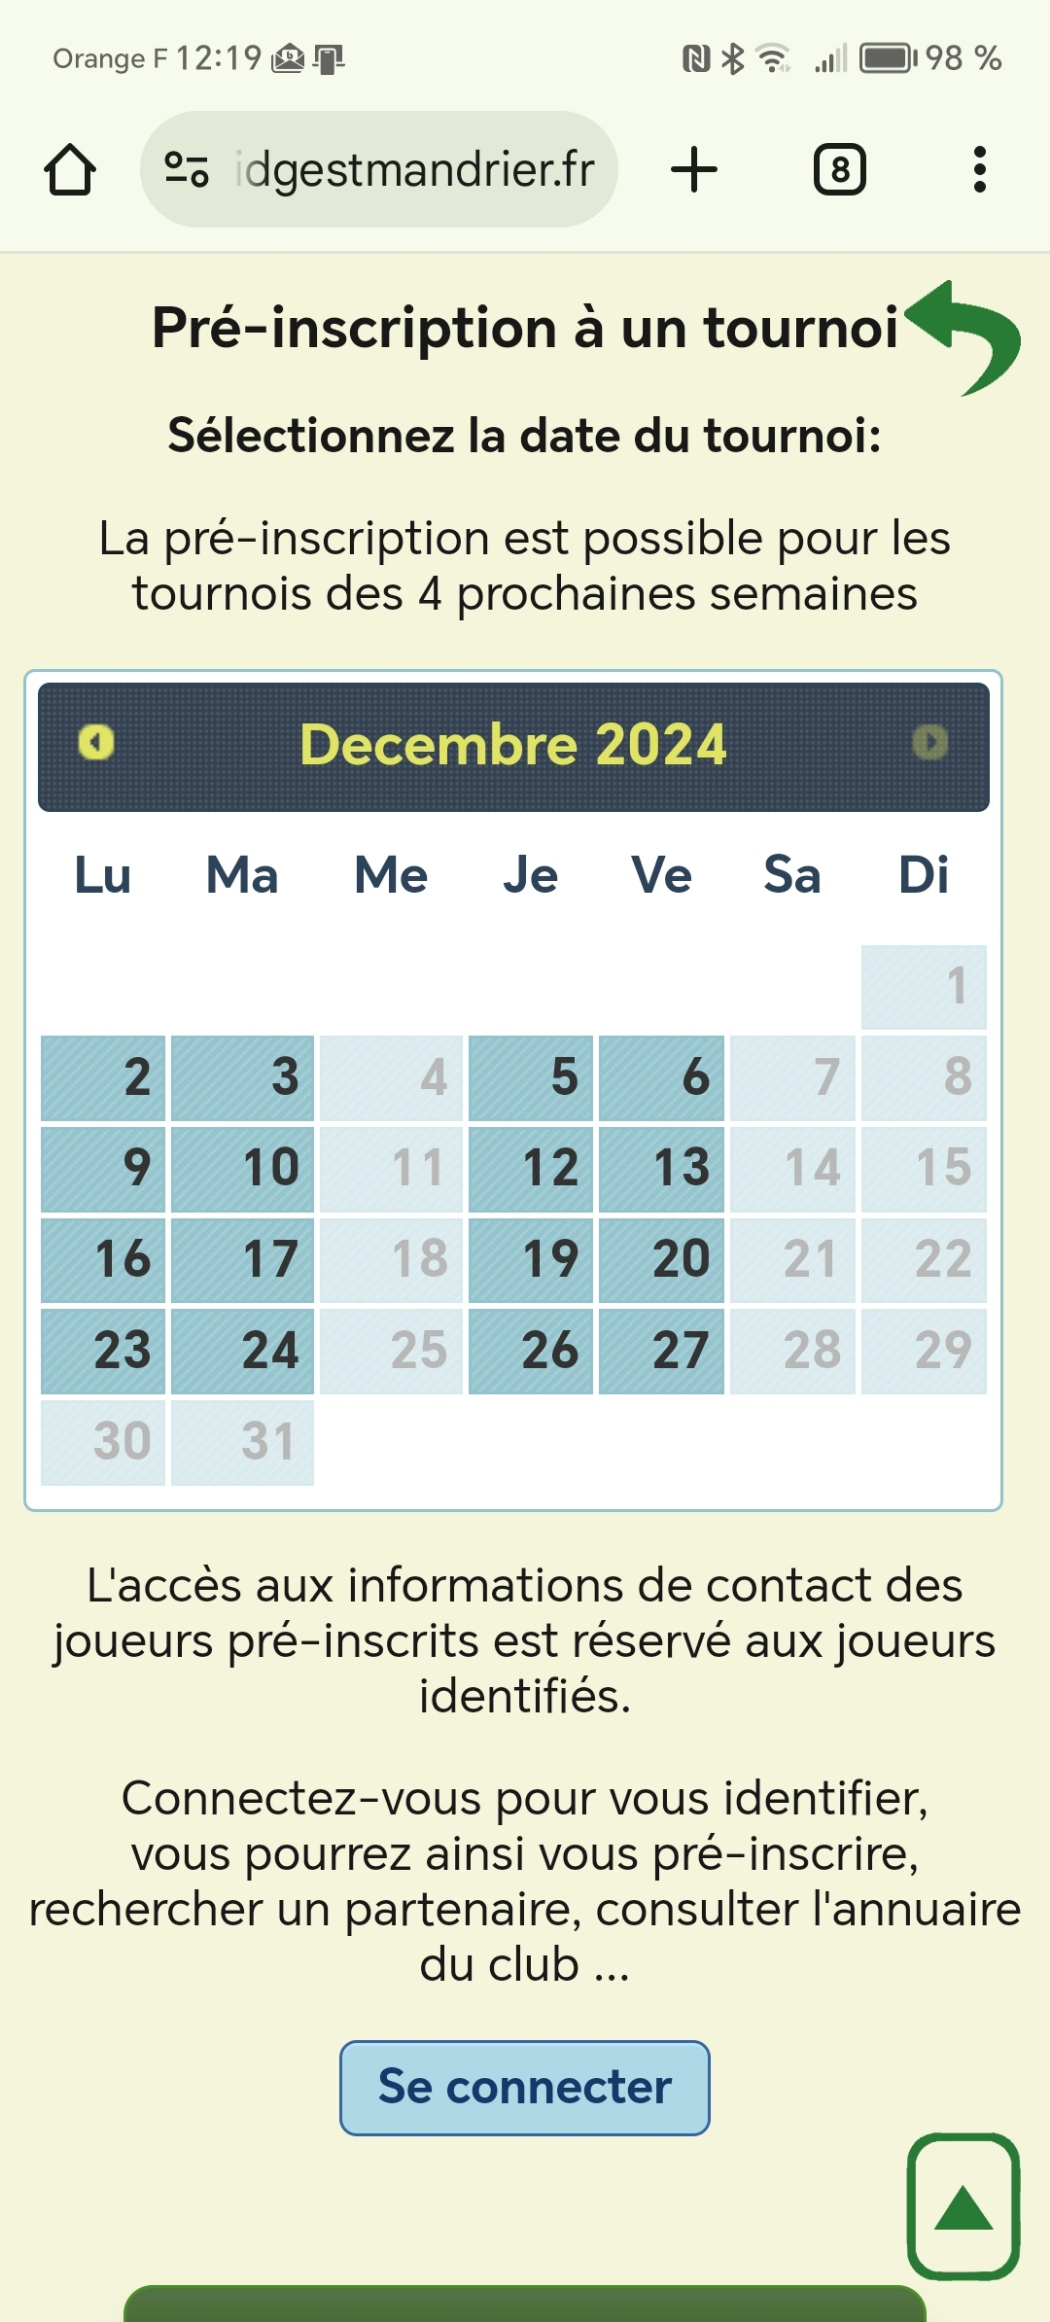 Orange F 12:19 98 %
idgestmandrier.fr 8
Pré-inscription à un tournoi
Sélectionnez la date du tournoi:
La pré-inscription est possible pour les
tournois des 4 prochaines semaines
Decembre 2024
Lu Ma Me Je Ve Sa Di
1
2 3 4 5 6 7 8
9 10 11 12 13 14 15
16 17 18 19 20 21 22
23 24 25 26 27 28 29
30 31
L'accès aux informations de contact des
joueurs pré-inscrits est réservé aux joueurs
identifiés.
Connectez-vous pour vous identifier,
vous pourrez ainsi vous pré-inscrire,
rechercher un partenaire, consulter l'annuaire
du club ...
Se connecter